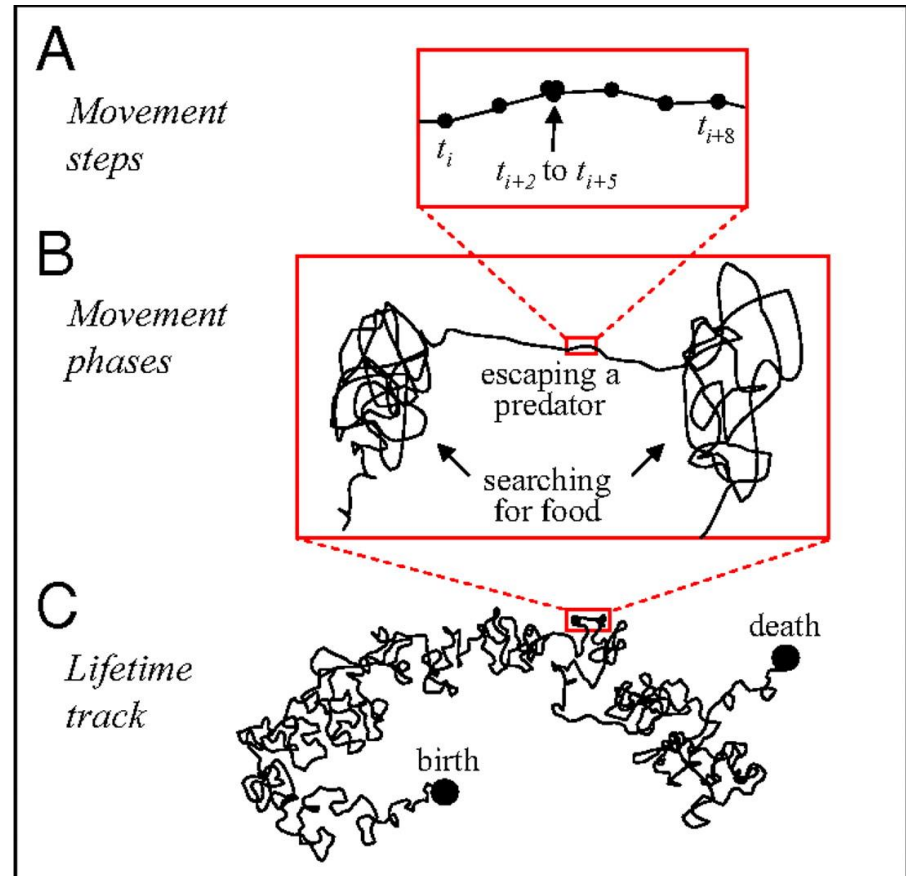 A
Movement
steps
t_i
t_{i+8}
t_{i+2} to t_{i+5}
B
Movement
phases
escaping a
predator
searching
for food
C
Lifetime
track
birth
death